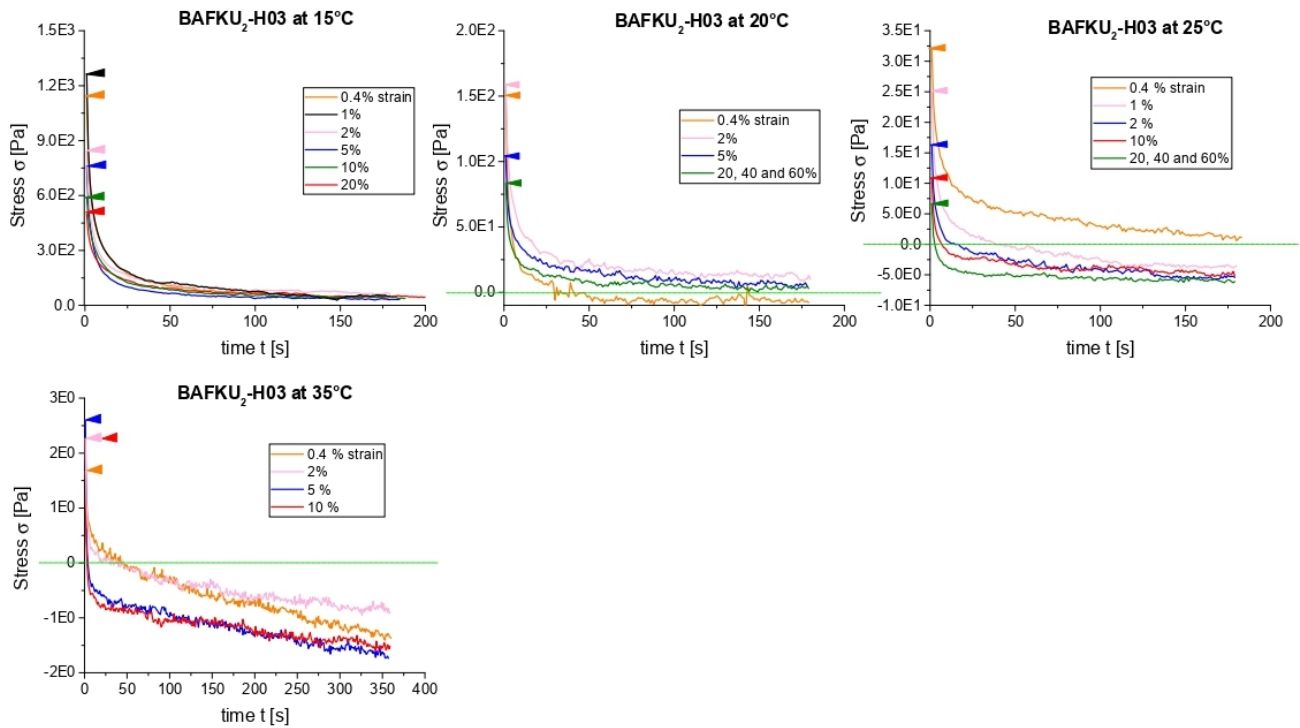 BAFKU₂-H03 at 15°C
1.5E3
1.2E3
9.0E2
6.0E2
3.0E2
0.0
Stress σ [Pa]
0.4% strain
1%
2%
5%
10%
20%
0 50 100 150 200
time t [s]
BAFKU₂-H03 at 20°C
2.0E2
1.5E2
1.0E2
5.0E1
0.0
Stress σ [Pa]
0.4% strain
2%
5%
20, 40 and 60%
0 50 100 150 200
time t [s]
BAFKU₂-H03 at 25°C
3.5E1
3.0E1
2.5E1
2.0E1
1.5E1
1.0E1
5.0E0
0.0
-5.0E0
-1.0E1
Stress σ [Pa]
0.4 % strain
1 %
2 %
10%
20, 40 and 60%
0 50 100 150 200
time t [s]
BAFKU₂-H03 at 35°C
3E0
2E0
1E0
0
-1E0
-2E0
Stress σ [Pa]
0.4 % strain
2%
5 %
10 %
0 50 100 150 200 250 300 350 400
time t [s]